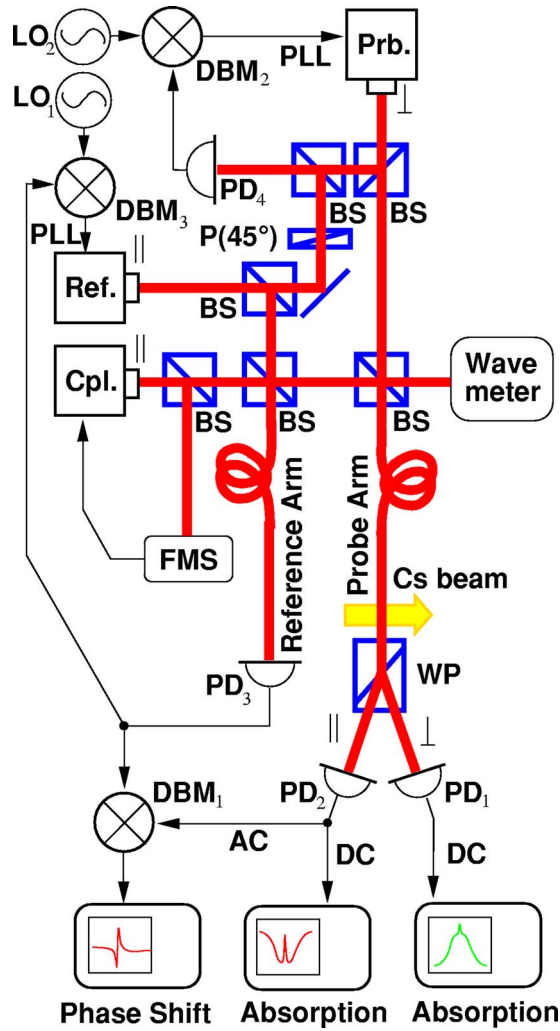 LO₂
DBM₂
PLL
Prb.
⊥
LO₁
DBM₃
PLL
PD₄
BS
BS
P(45°)
||
Ref.
BS
||
Cpl.
BS
BS
BS
Wave
meter
FMS
Reference Arm
Probe Arm
Cs beam
PD₃
WP
||
⊥
PD₂
PD₁
DBM₁
AC
DC
DC
Phase Shift
Absorption
Absorption